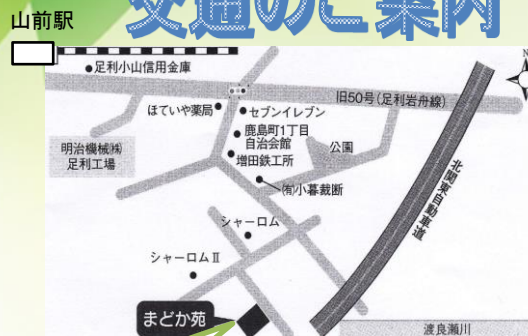 交通のご案内
山前駅
N
足利小山信用金庫
旧50号(足利岩舟線)
ほていや薬局
セブンイレブン
鹿島町1丁目
自治会館
増田鉄工所
公園
明治機械㈱
足利工場
㈲小暮裁断
北関東自動車道
シャーロム
シャーロムⅡ
まどか苑
渡良瀬川